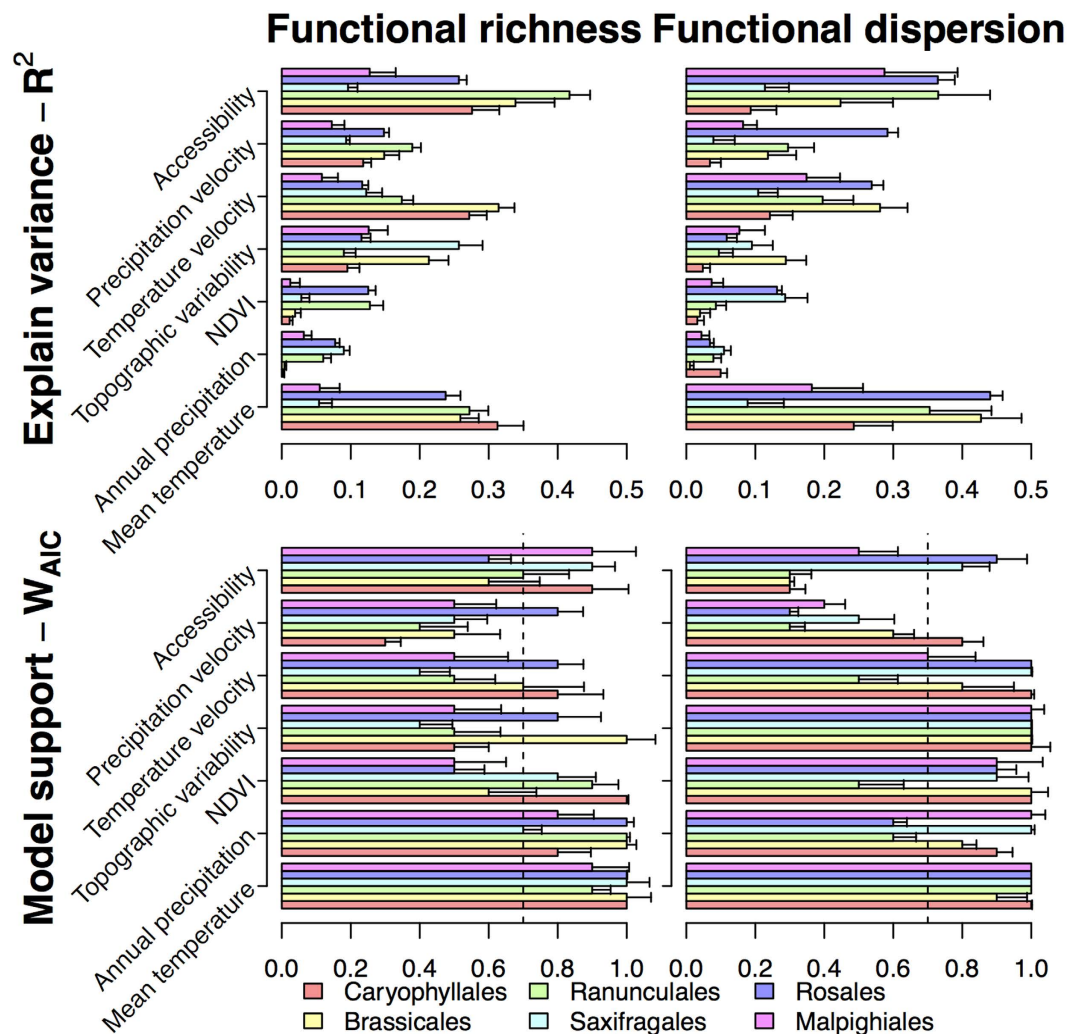 Functional richness Functional dispersion
Explain variance – R²
Accessibility
Precipitation velocity
Temperature velocity
Topographic variability
NDVI
Annual precipitation
Mean temperature
0.0 0.1 0.2 0.3 0.4 0.5
0.0 0.1 0.2 0.3 0.4 0.5
Model support – WAIC
Accessibility
Precipitation velocity
Temperature velocity
Topographic variability
NDVI
Annual precipitation
Mean temperature
0.0 0.2 0.4 0.6 0.8 1.0
0.0 0.2 0.4 0.6 0.8 1.0
Caryophyllales Ranunculales Rosales
Brassicales Saxifragales Malpighiales